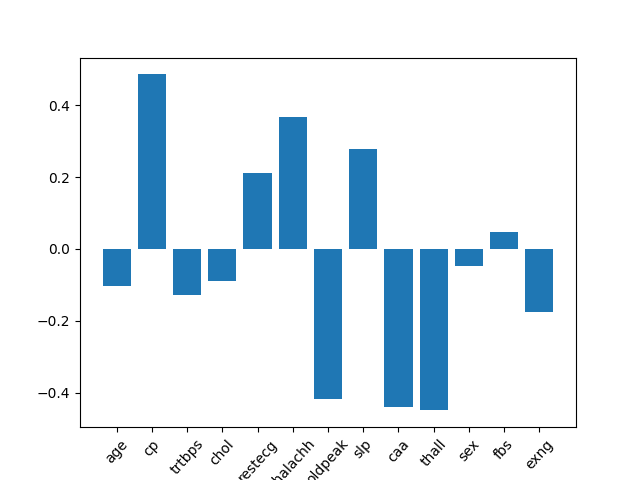 0.4
0.2
0.0
−0.2
−0.4
age
cp
trtbps
chol
restecg
halachh
oldpeak
slp
caa
thall
sex
fbs
exng